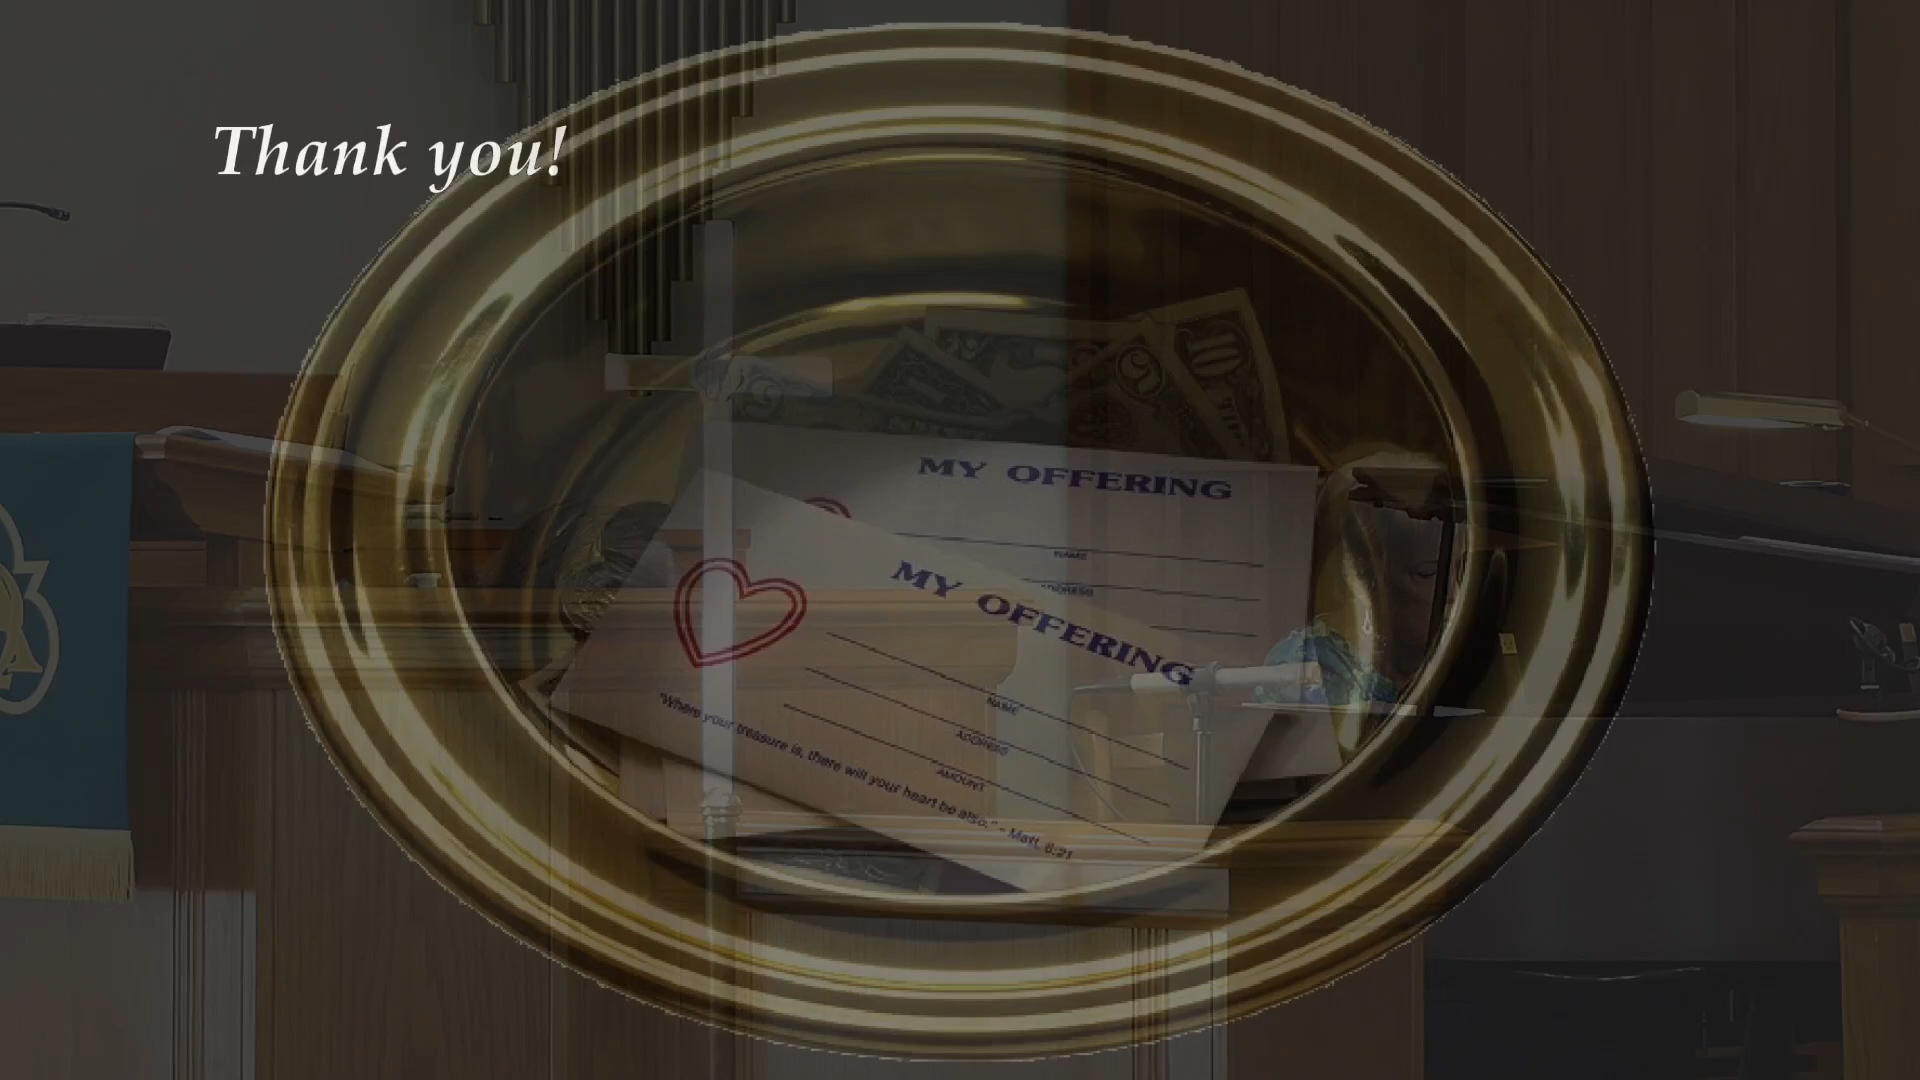 Thank you!
10
MY OFFERING
NAME
ADDRESS
MY OFFERING
NAME
ADDRESS
AMOUNT
"Where your treasure is, there will your heart be also." - Matt. 6:21